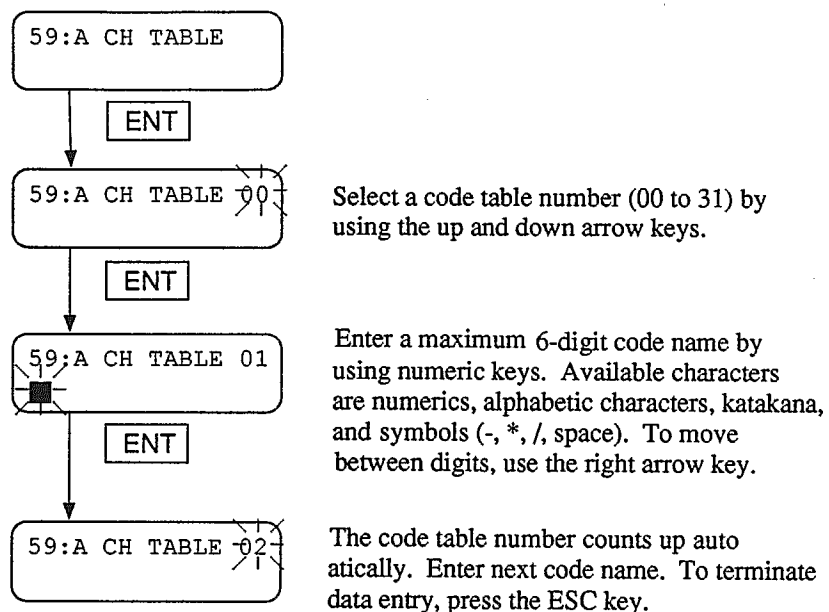 59:A CH TABLE
ENT
59:A CH TABLE 00
Select a code table number (00 to 31) by
using the up and down arrow keys.
ENT
59:A CH TABLE 01
Enter a maximum 6-digit code name by
using numeric keys. Available characters
are numerics, alphabetic characters, katakana,
and symbols (-, *, /, space). To move
between digits, use the right arrow key.
ENT
59:A CH TABLE 02
The code table number counts up auto
atically. Enter next code name. To terminate
data entry, press the ESC key.